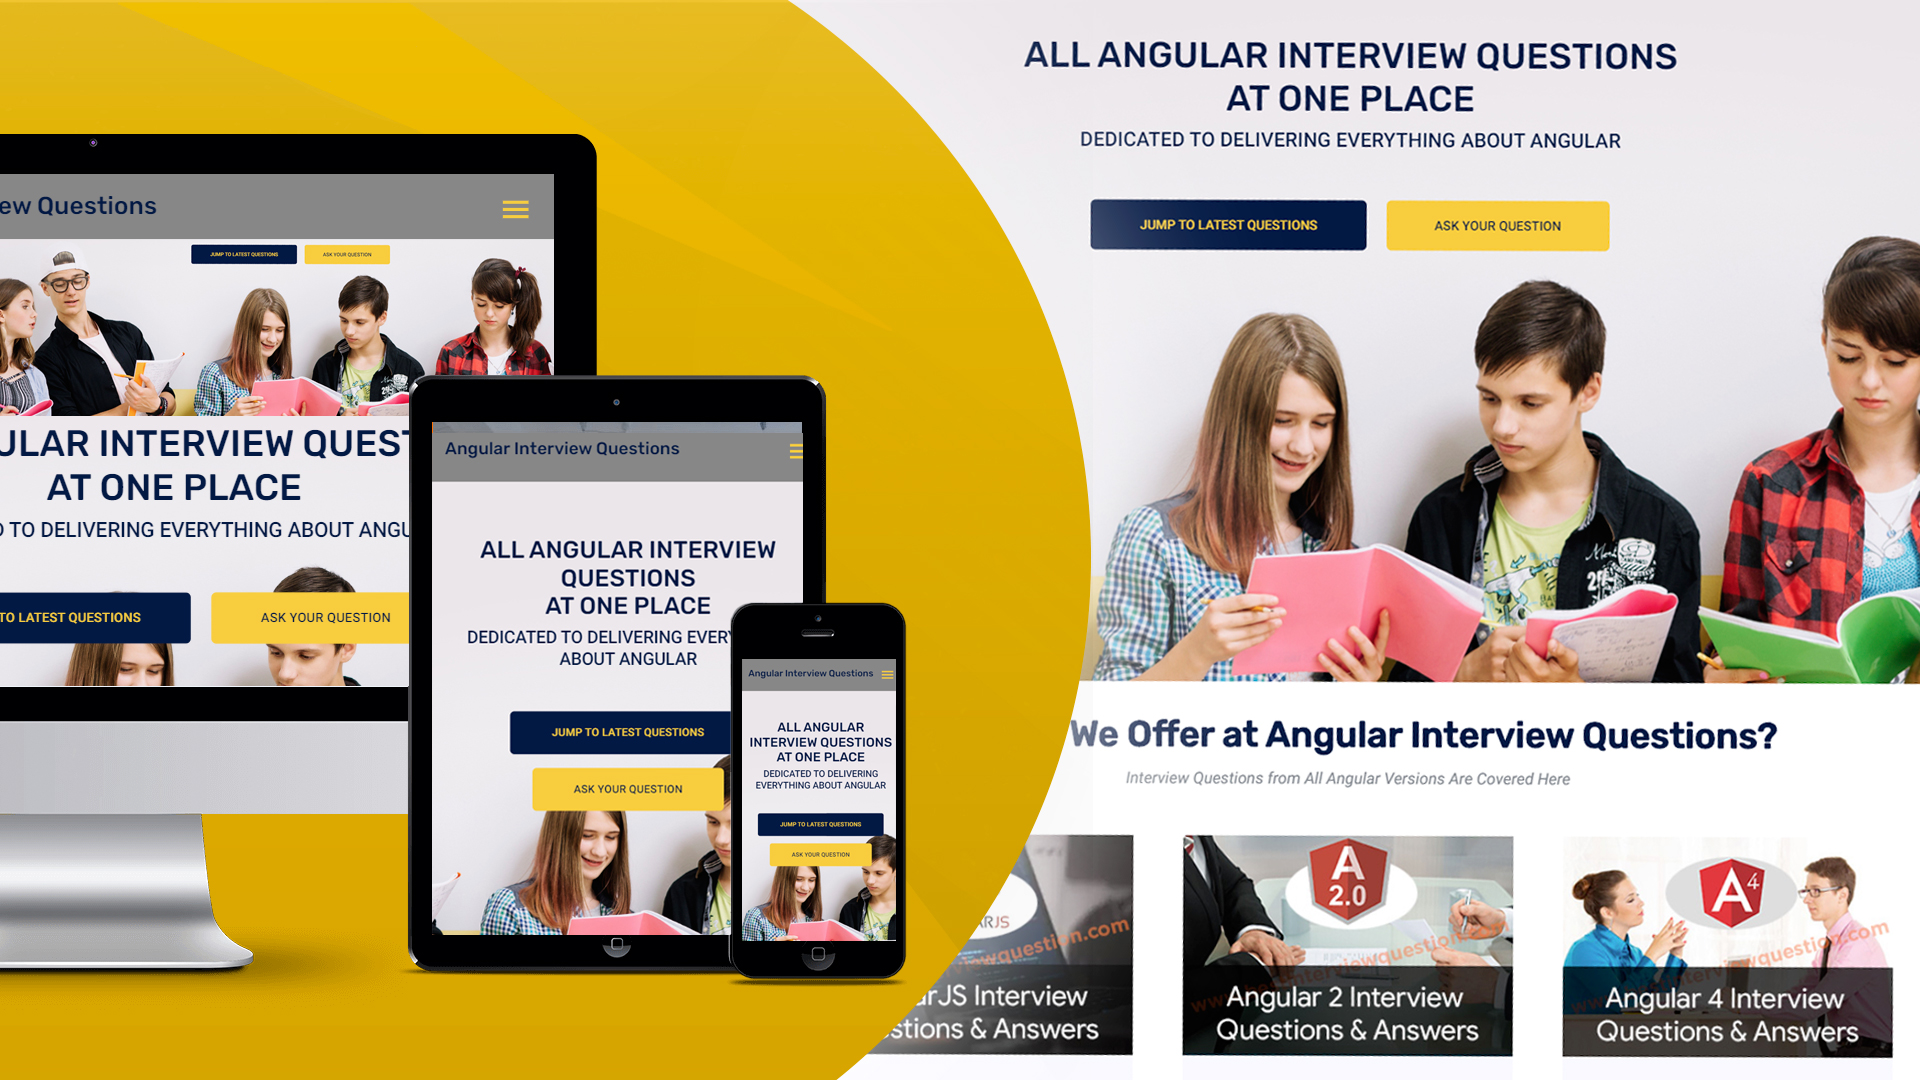 ew Questions
JUMP TO LATEST QUESTIONS
ASK YOUR QUESTION
ULAR INTERVIEW QUEST
AT ONE PLACE
TO DELIVERING EVERYTHING ABOUT ANGU
TO LATEST QUESTIONS
ASK YOUR QUESTION
Angular Interview Questions
ALL ANGULAR INTERVIEW
QUESTIONS
AT ONE PLACE
DEDICATED TO DELIVERING EVERY
ABOUT ANGULAR
JUMP TO LATEST QUESTIONS
ASK YOUR QUESTION
Angular Interview Questions
ALL ANGULAR
INTERVIEW QUESTIONS
AT ONE PLACE
DEDICATED TO DELIVERING
EVERYTHING ABOUT ANGULAR
JUMP TO LATEST QUESTIONS
ASK YOUR QUESTION
ALL ANGULAR INTERVIEW QUESTIONS
AT ONE PLACE
DEDICATED TO DELIVERING EVERYTHING ABOUT ANGULAR
JUMP TO LATEST QUESTIONS
ASK YOUR QUESTION
We Offer at Angular Interview Questions?
Interview Questions from All Angular Versions Are Covered Here
ARJS
rJS Interview
stions & Answers
A
2.0
Angular 2 Interview
Questions & Answers
A4
Angular 4 Interview
Questions & Answers